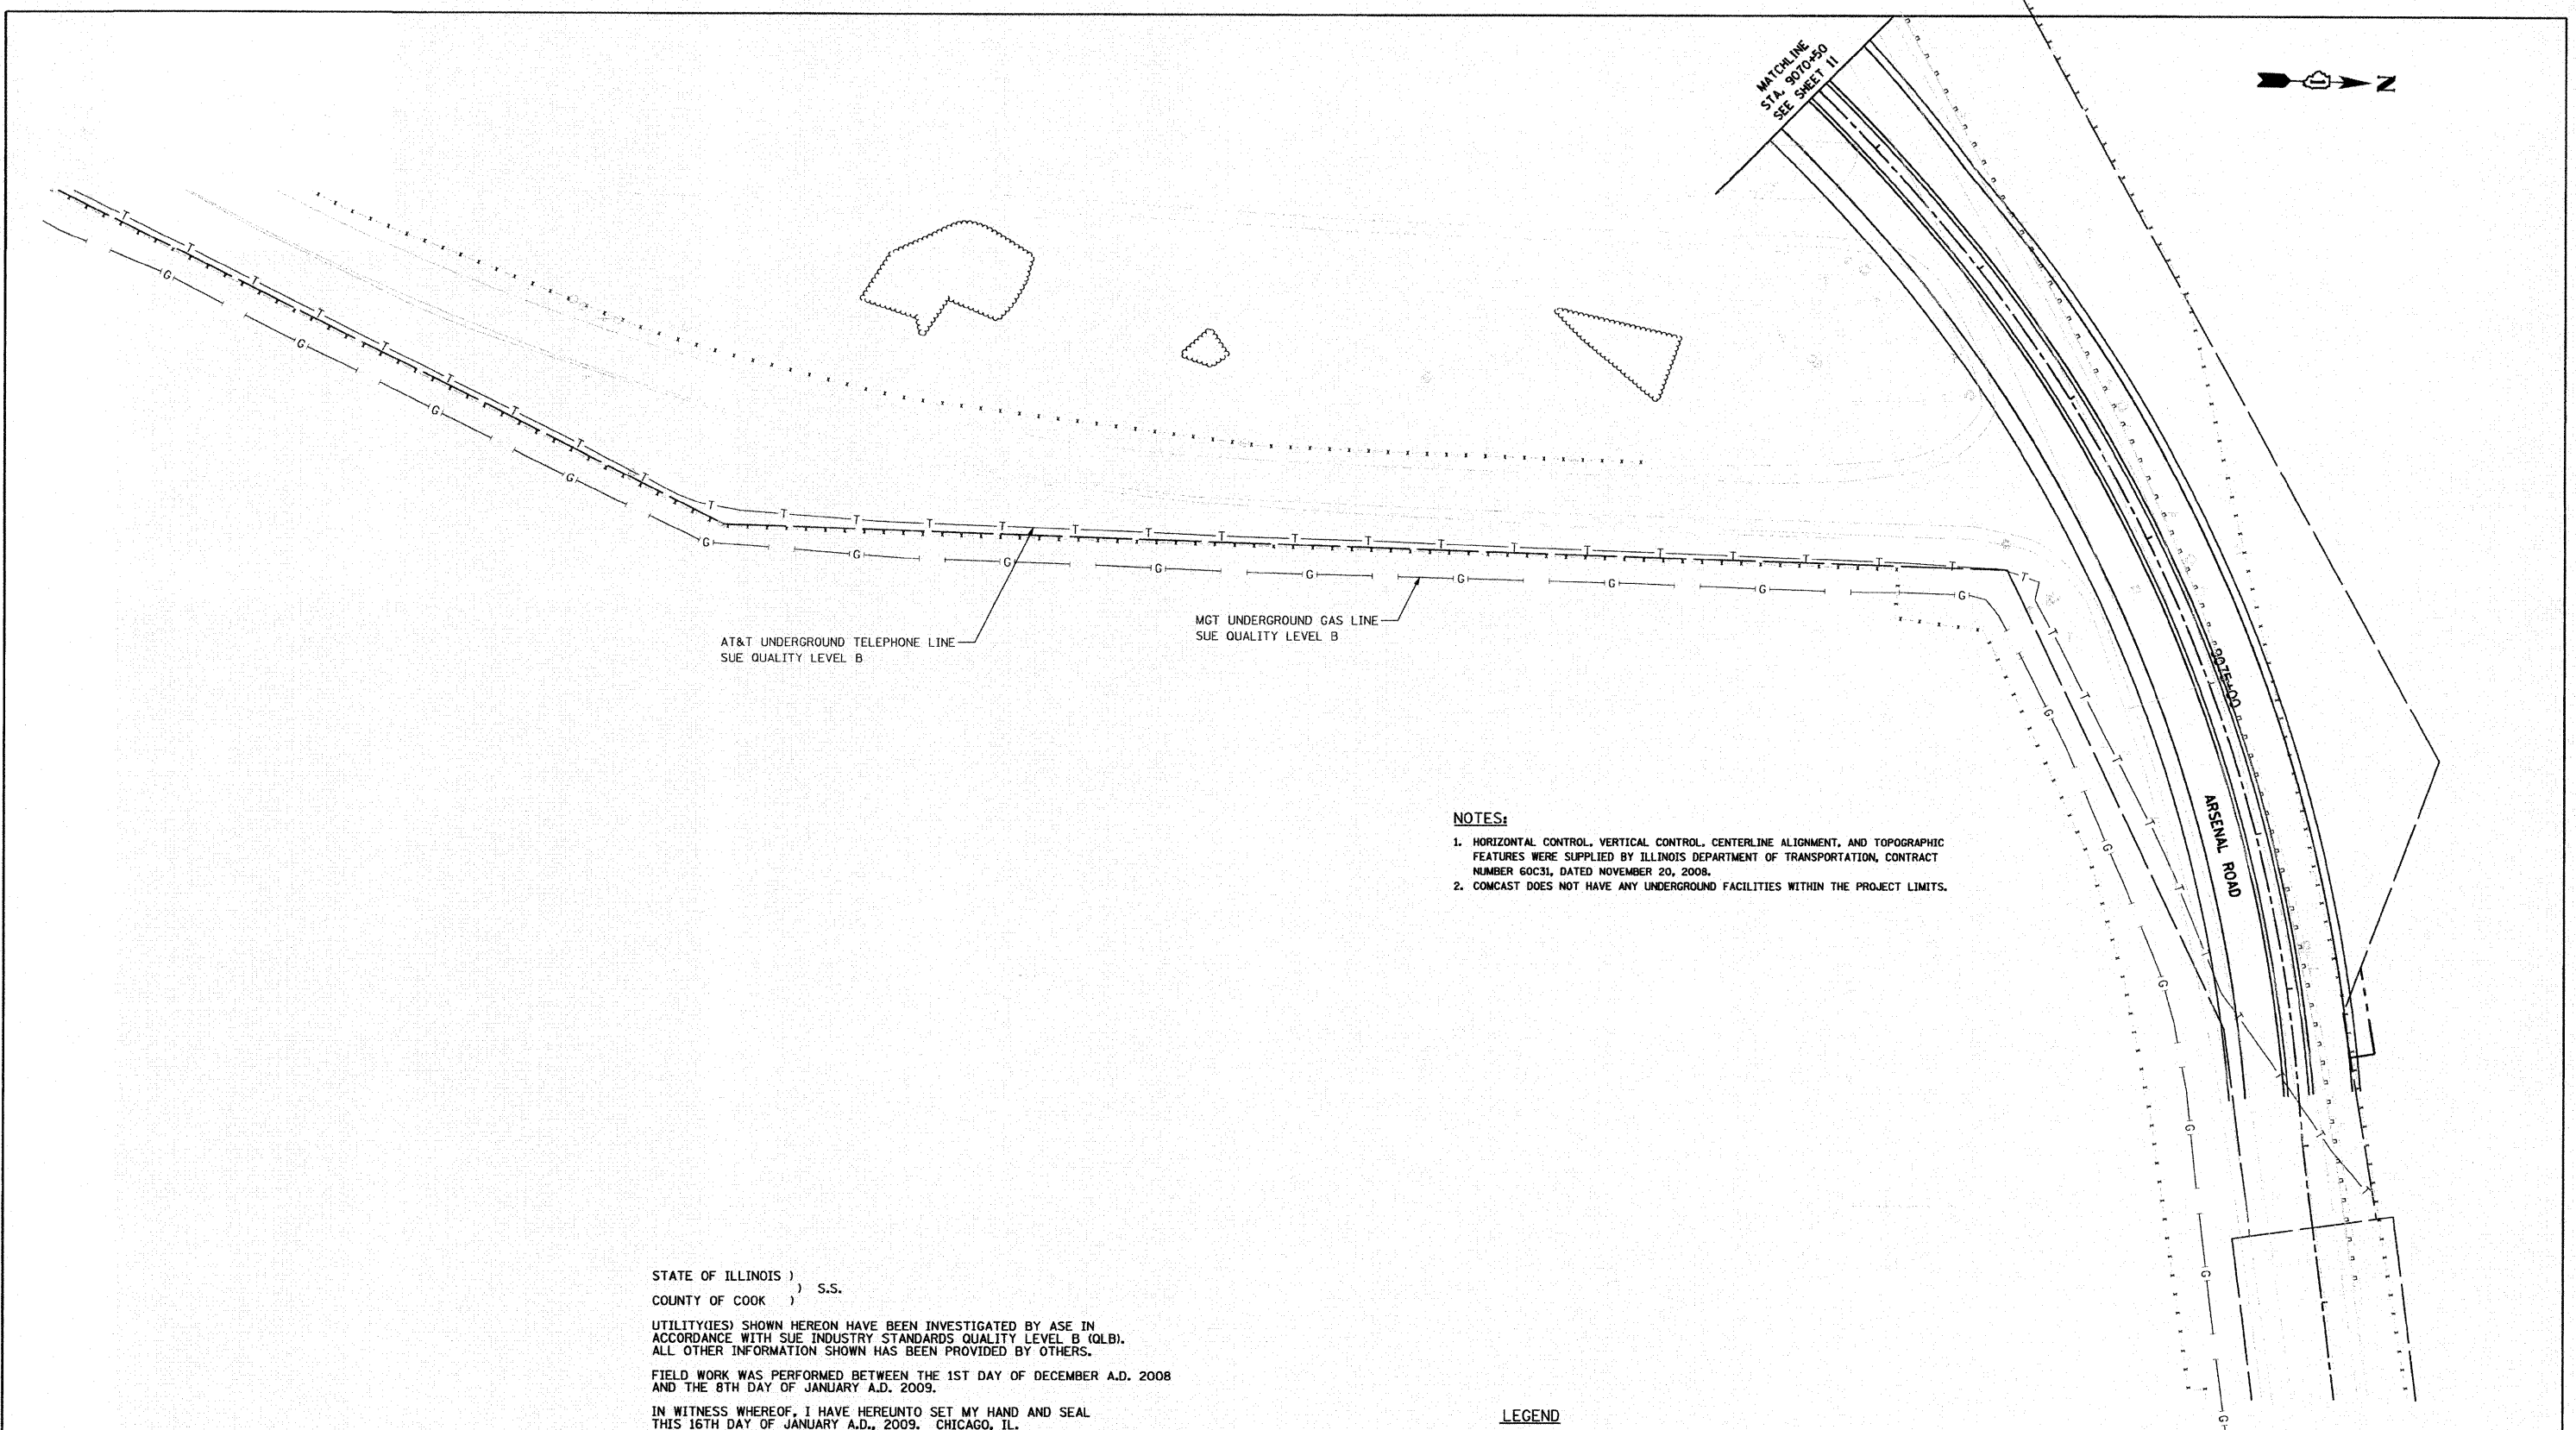 MATCHLINE
STA. 9070+50
SEE SHEET 11
N
AT&T UNDERGROUND TELEPHONE LINE
SUE QUALITY LEVEL B
MGT UNDERGROUND GAS LINE
SUE QUALITY LEVEL B
9075+00
ARSENAL ROAD
NOTES:
1. HORIZONTAL CONTROL, VERTICAL CONTROL, CENTERLINE ALIGNMENT, AND TOPOGRAPHIC
FEATURES WERE SUPPLIED BY ILLINOIS DEPARTMENT OF TRANSPORTATION, CONTRACT
NUMBER 60C31, DATED NOVEMBER 20, 2008.
2. COMCAST DOES NOT HAVE ANY UNDERGROUND FACILITIES WITHIN THE PROJECT LIMITS.
STATE OF ILLINOIS )
) S.S.
COUNTY OF COOK )
UTILITY(IES) SHOWN HEREON HAVE BEEN INVESTIGATED BY ASE IN
ACCORDANCE WITH SUE INDUSTRY STANDARDS QUALITY LEVEL B (QLB).
ALL OTHER INFORMATION SHOWN HAS BEEN PROVIDED BY OTHERS.
FIELD WORK WAS PERFORMED BETWEEN THE 1ST DAY OF DECEMBER A.D. 2008
AND THE 8TH DAY OF JANUARY A.D. 2009.
IN WITNESS WHEREOF, I HAVE HEREUNTO SET MY HAND AND SEAL
THIS 16TH DAY OF JANUARY A.D., 2009. CHICAGO, IL.
LEGEND